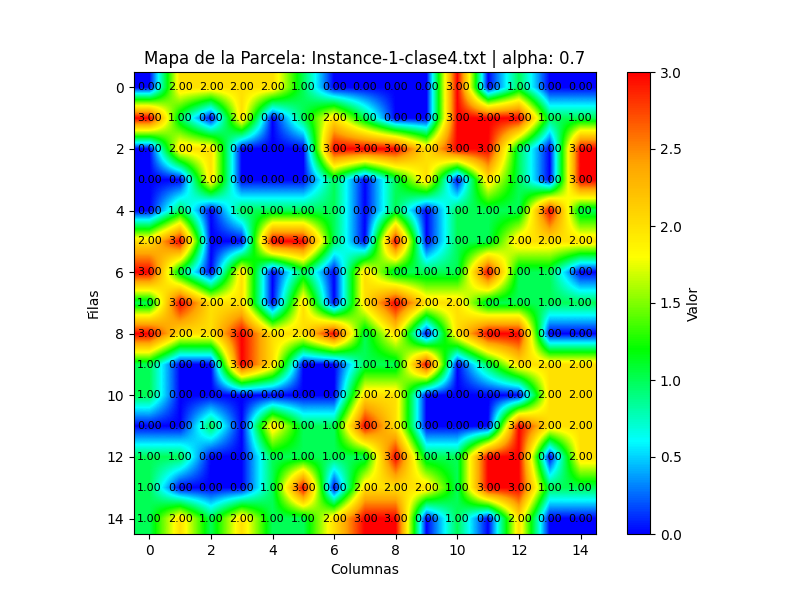 Mapa de la Parcela: Instance-1-clase4.txt | alpha: 0.7
0 0.00 2.00 2.00 2.00 2.00 1.00 0.00 0.00 0.00 0.00 3.00 0.00 1.00 0.00 0.00
3.00 1.00 0.00 2.00 0.00 1.00 2.00 1.00 0.00 0.00 3.00 3.00 3.00 1.00 1.00
2 0.00 2.00 2.00 0.00 0.00 0.00 3.00 3.00 3.00 2.00 3.00 3.00 1.00 0.00 3.00
0.00 0.00 2.00 0.00 0.00 0.00 1.00 0.00 1.00 2.00 0.00 2.00 1.00 0.00 3.00
4 0.00 1.00 0.00 1.00 1.00 1.00 1.00 0.00 1.00 0.00 1.00 1.00 1.00 3.00 1.00
2.00 3.00 0.00 0.00 3.00 3.00 1.00 0.00 3.00 0.00 1.00 1.00 2.00 2.00 2.00
6 3.00 1.00 0.00 2.00 0.00 1.00 0.00 2.00 1.00 1.00 1.00 3.00 1.00 1.00 0.00
1.00 3.00 2.00 2.00 0.00 2.00 0.00 2.00 3.00 2.00 2.00 1.00 1.00 1.00 1.00
8 3.00 2.00 2.00 3.00 2.00 2.00 3.00 1.00 2.00 0.00 2.00 3.00 3.00 0.00 0.00
1.00 0.00 0.00 3.00 2.00 0.00 0.00 1.00 1.00 3.00 0.00 1.00 2.00 2.00 2.00
10 1.00 0.00 0.00 0.00 0.00 0.00 0.00 2.00 2.00 0.00 0.00 0.00 0.00 2.00 2.00
0.00 0.00 1.00 0.00 2.00 1.00 1.00 3.00 2.00 0.00 0.00 0.00 3.00 2.00 2.00
12 1.00 1.00 0.00 0.00 1.00 1.00 1.00 1.00 3.00 1.00 1.00 3.00 3.00 0.00 2.00
1.00 0.00 0.00 0.00 1.00 3.00 0.00 2.00 2.00 2.00 1.00 3.00 3.00 1.00 1.00
14 1.00 2.00 1.00 2.00 1.00 1.00 2.00 3.00 3.00 0.00 1.00 0.00 2.00 0.00 0.00
0 2 4 6 8 10 12 14
Columnas
Filas
3.0
2.5
2.0
1.5
1.0
0.5
0.0
Valor